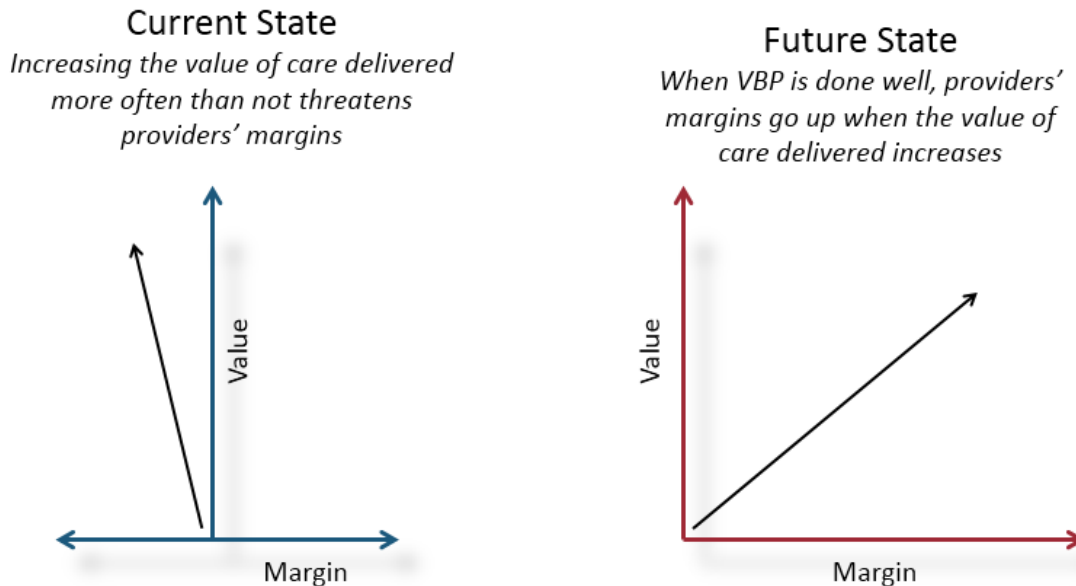 Current State
Increasing the value of care delivered
more often than not threatens
providers’ margins
Value
Margin
Future State
When VBP is done well, providers’
margins go up when the value of
care delivered increases
Value
Margin